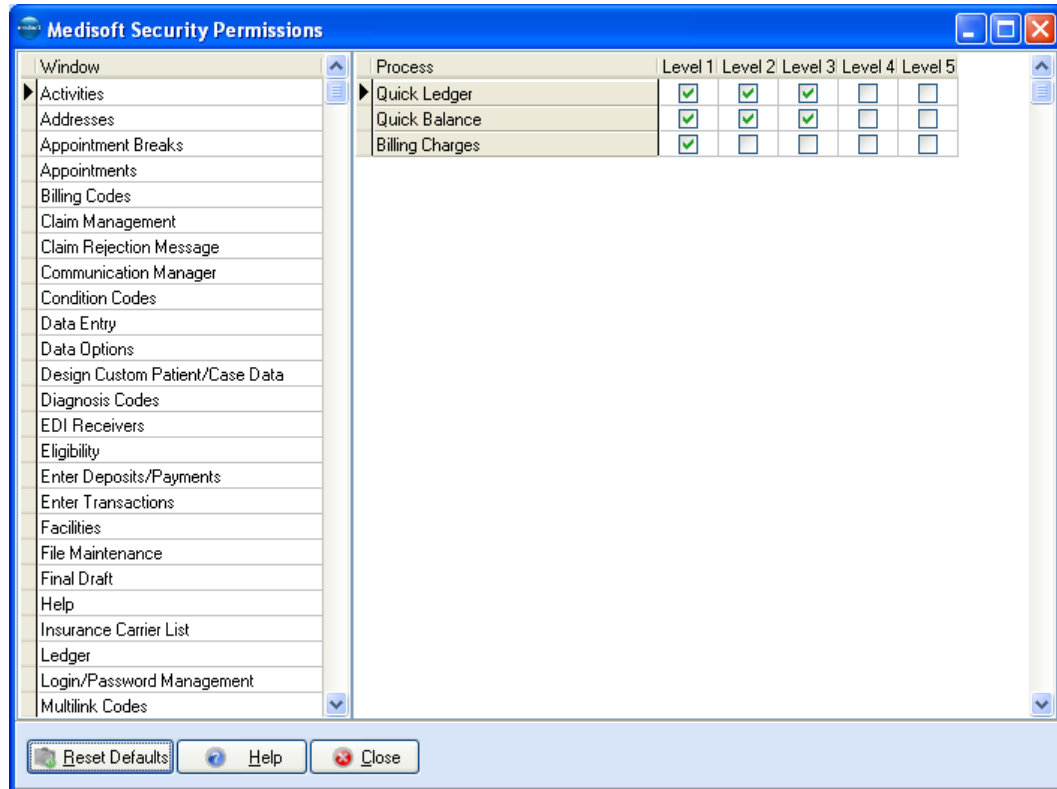 Medisoft Security Permissions
Window
Activities
Addresses
Appointment Breaks
Appointments
Billing Codes
Claim Management
Claim Rejection Message
Communication Manager
Condition Codes
Data Entry
Data Options
Design Custom Patient/Case Data
Diagnosis Codes
EDI Receivers
Eligibility
Enter Deposits/Payments
Enter Transactions
Facilities
File Maintenance
Final Draft
Help
Insurance Carrier List
Ledger
Login/Password Management
Multilink Codes
Process Level 1 Level 2 Level 3 Level 4 Level 5
Quick Ledger
Quick Balance
Billing Charges
Reset Defaults Help Close